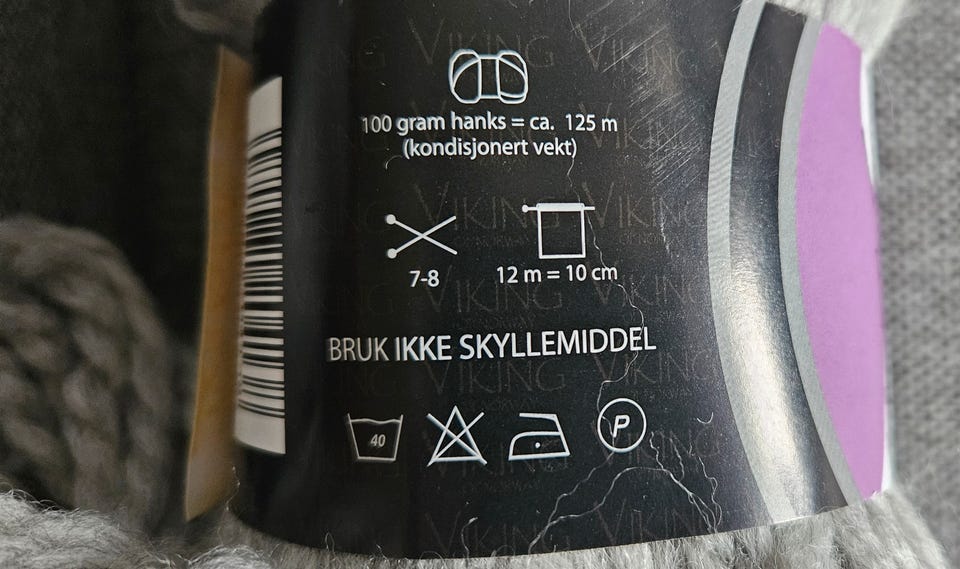 100 gram hanks = ca. 125 m
(kondisjonert vekt)
7-8
12 m = 10 cm
BRUK IKKE SKYLLEMIDDEL
40
P